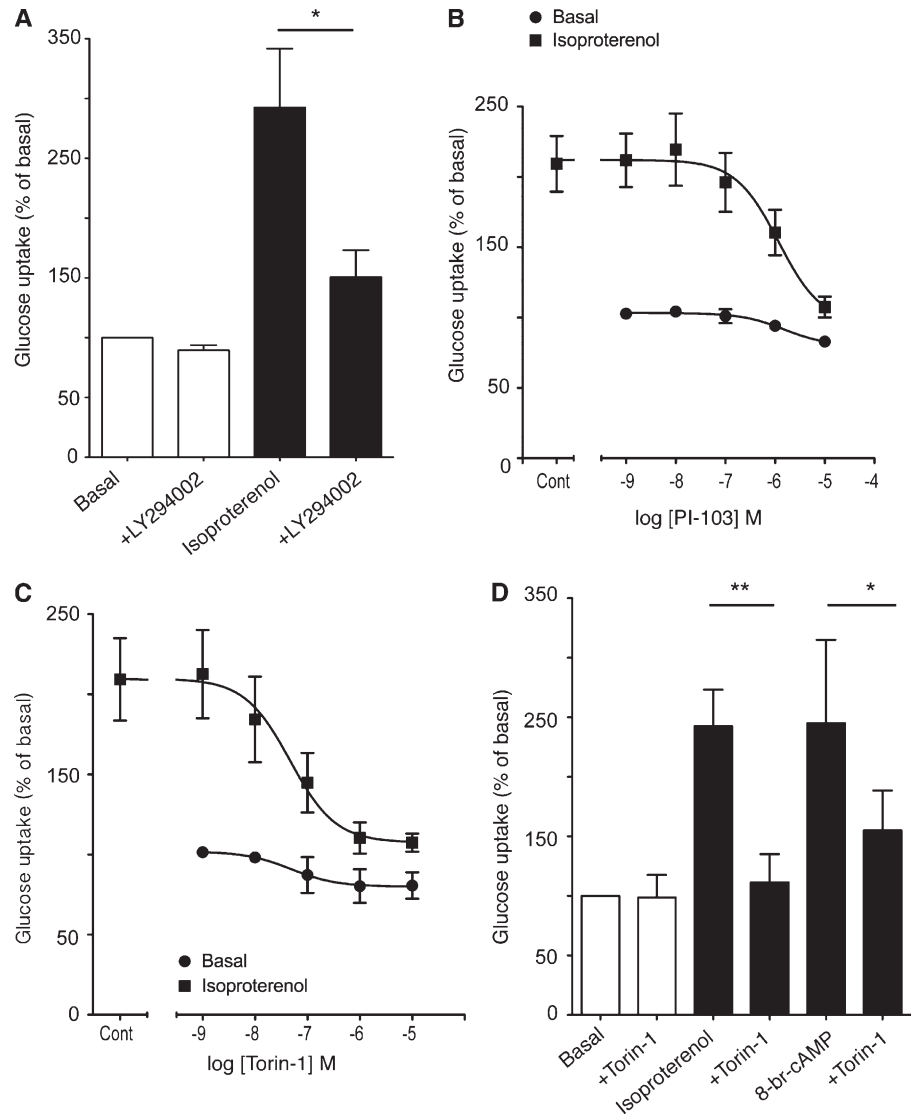 A
350
250
150
50
0
Glucose uptake (% of basal)
*
Basal
+LY294002
Isoproterenol
+LY294002
B
Basal
Isoproterenol
250
150
50
0
Glucose uptake (% of basal)
Cont
-9
-8
-7
-6
-5
-4
log [PI-103] M
C
250
150
50
0
Glucose uptake (% of basal)
Basal
Isoproterenol
Cont
-9
-8
-7
-6
-5
log [Torin-1] M
D
350
250
150
50
0
Glucose uptake (% of basal)
**
*
Basal
+Torin-1
Isoproterenol
+Torin-1
8-br-cAMP
+Torin-1